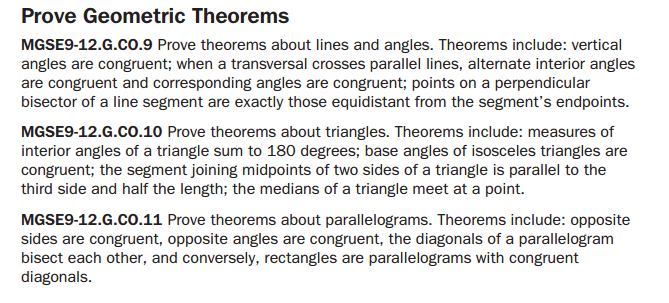 Prove Geometric Theorems
MGSE9-12.G.CO.9 Prove theorems about lines and angles. Theorems include: vertical
angles are congruent; when a transversal crosses parallel lines, alternate interior angles
are congruent and corresponding angles are congruent; points on a perpendicular
bisector of a line segment are exactly those equidistant from the segment’s endpoints.
MGSE9-12.G.CO.10 Prove theorems about triangles. Theorems include: measures of
interior angles of a triangle sum to 180 degrees; base angles of isosceles triangles are
congruent; the segment joining midpoints of two sides of a triangle is parallel to the
third side and half the length; the medians of a triangle meet at a point.
MGSE9-12.G.CO.11 Prove theorems about parallelograms. Theorems include: opposite
sides are congruent, opposite angles are congruent, the diagonals of a parallelogram
bisect each other, and conversely, rectangles are parallelograms with congruent
diagonals.